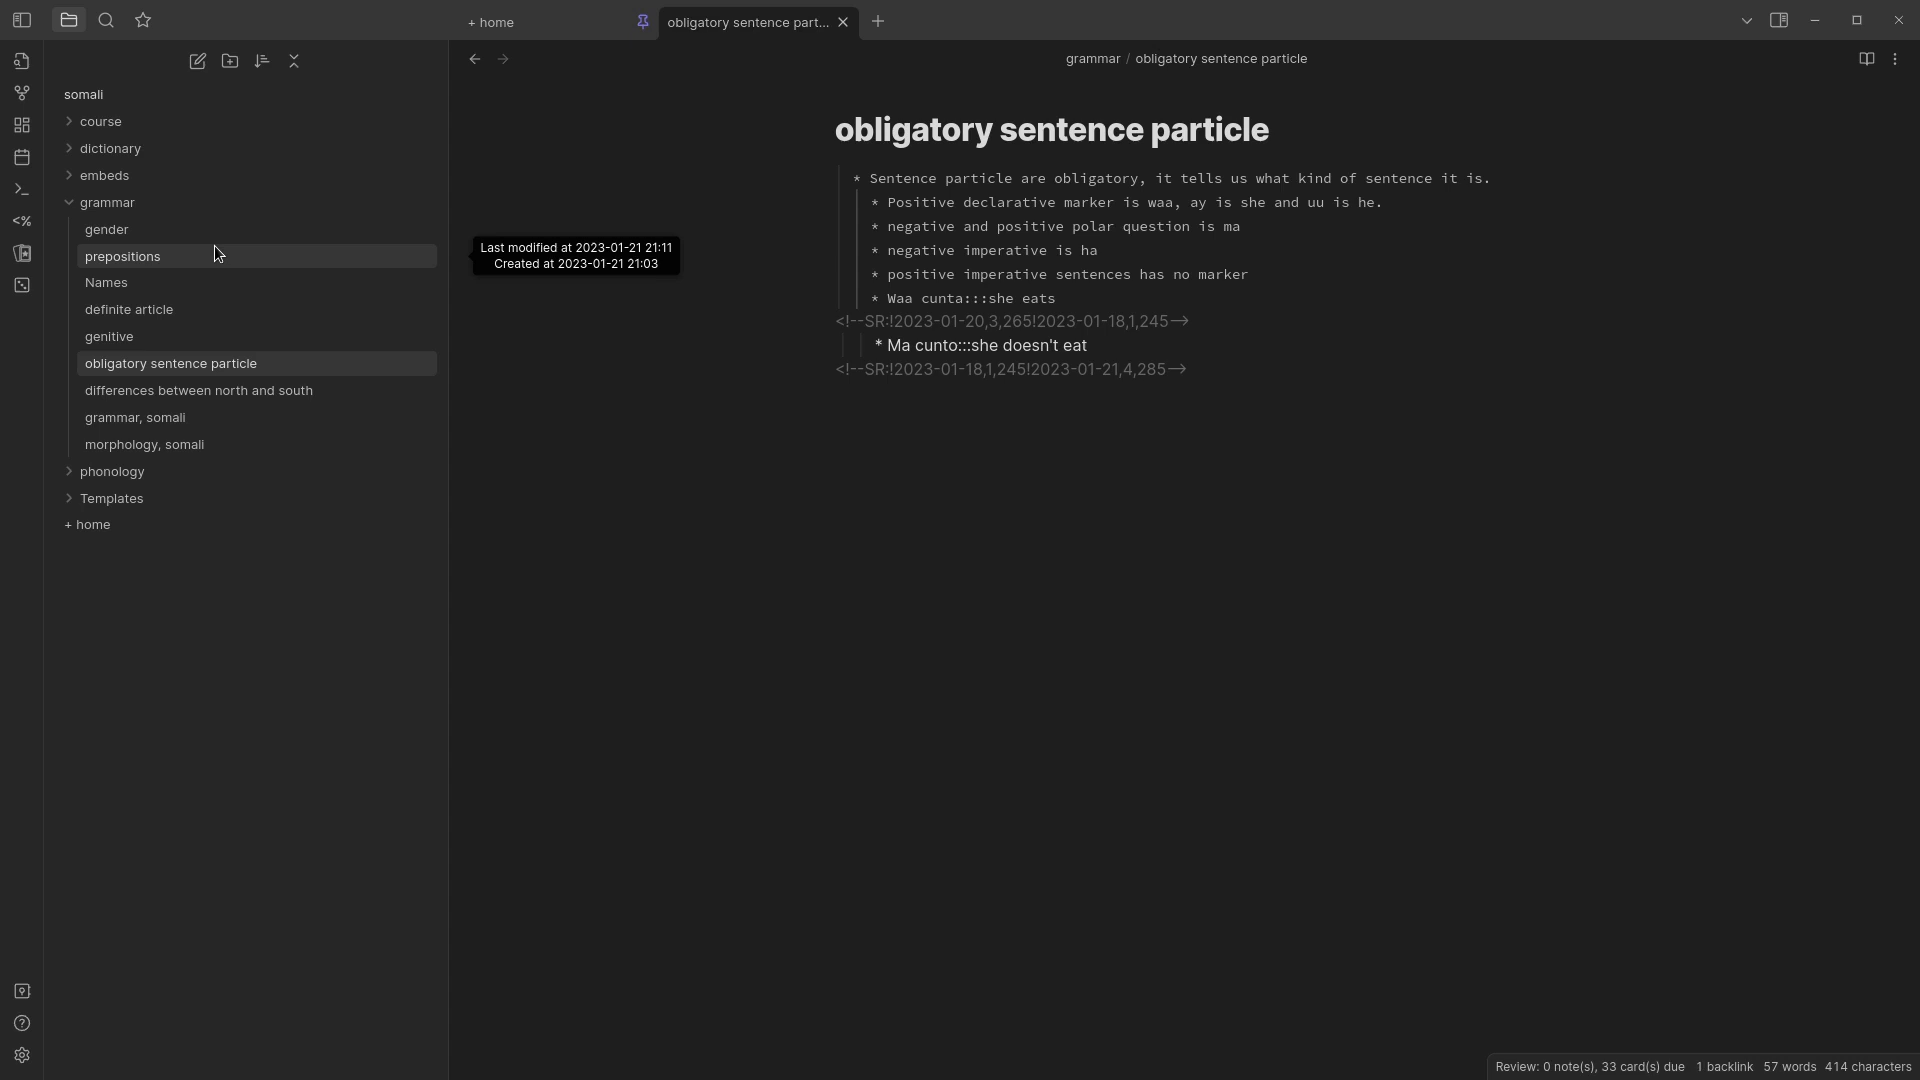 + home
obligatory sentence part...
grammar / obligatory sentence particle
somali
course
dictionary
embeds
grammar
gender
prepositions
Names
definite article
genitive
obligatory sentence particle
differences between north and south
grammar, somali
morphology, somali
phonology
Templates
+ home
<%
Last modified at 2023-01-21 21:11
Created at 2023-01-21 21:03
obligatory sentence particle
* Sentence particle are obligatory, it tells us what kind of sentence it is.
* Positive declarative marker is waa, ay is she and uu is he.
* negative and positive polar question is ma
* negative imperative is ha
* positive imperative sentences has no marker
* Waa cunta:::she eats
<!--SR:!2023-01-20,3,265!2023-01-18,1,245-->
* Ma cunto:::she doesn't eat
<!--SR:!2023-01-18,1,245!2023-01-21,4,285-->
Review: 0 note(s), 33 card(s) due 1 backlink 57 words 414 characters